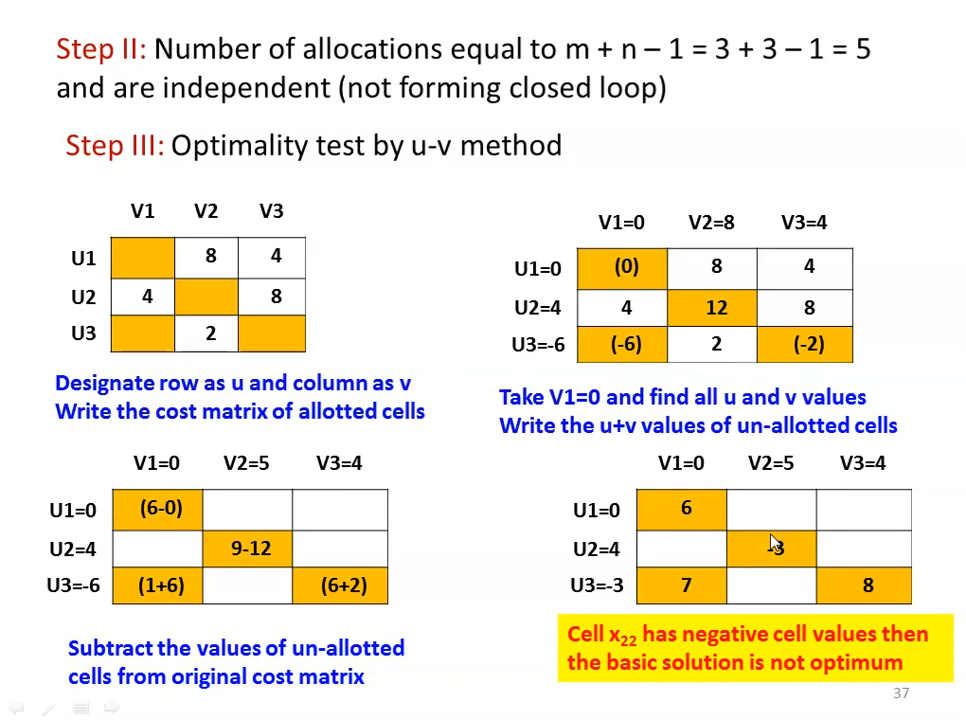 Step II: Number of allocations equal to m + n – 1 = 3 + 3 – 1 = 5
and are independent (not forming closed loop)
Step III: Optimality test by u-v method
V1 V2 V3
U1 8 4
U2 4 8
U3 2
Designate row as u and column as v
Write the cost matrix of allotted cells
V1=0 V2=8 V3=4
U1=0 (0) 8 4
U2=4 4 12 8
U3=-6 (-6) 2 (-2)
Take V1=0 and find all u and v values
Write the u+v values of un-allotted cells
V1=0 V2=5 V3=4
U1=0 (6-0)
U2=4 9-12
U3=-6 (1+6) (6+2)
Subtract the values of un-allotted
cells from original cost matrix
V1=0 V2=5 V3=4
U1=0 6
U2=4 -3
U3=-3 7 8
Cell x22 has negative cell values then
the basic solution is not optimum
37